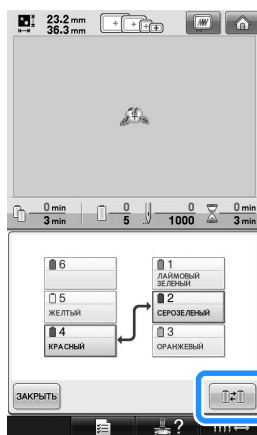 23.2 mm
36.3 mm
0 min
3 min
0
5
0
1000
0 min
3 min
6
1
ЛАЙМОВЫЙ
ЗЕЛЕНЫЙ
5
ЖЕЛТЫЙ
2
СЕРОЗЕЛЕНЫЙ
4
КРАСНЫЙ
3
ОРАНЖЕВЫЙ
ЗАКРЫТЬ
?